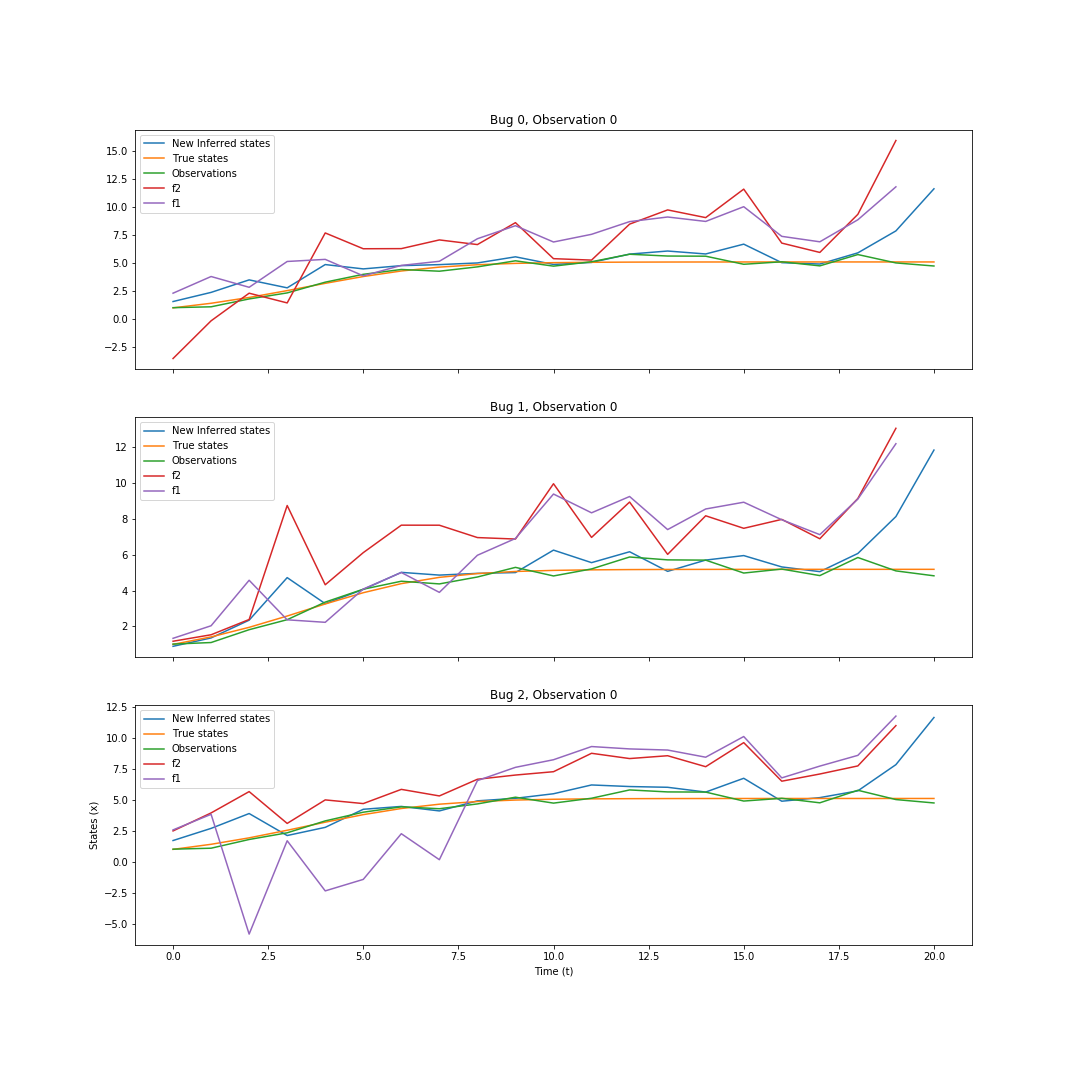 Bug 0, Observation 0
New Inferred states
True states
Observations
f2
f1
15.0
12.5
10.0
7.5
5.0
2.5
0.0
−2.5
Bug 1, Observation 0
New Inferred states
True states
Observations
f2
f1
12
10
8
6
4
2
Bug 2, Observation 0
New Inferred states
True states
Observations
f2
f1
12.5
10.0
7.5
5.0
2.5
0.0
−2.5
−5.0
States (x)
0.0 2.5 5.0 7.5 10.0 12.5 15.0 17.5 20.0
Time (t)